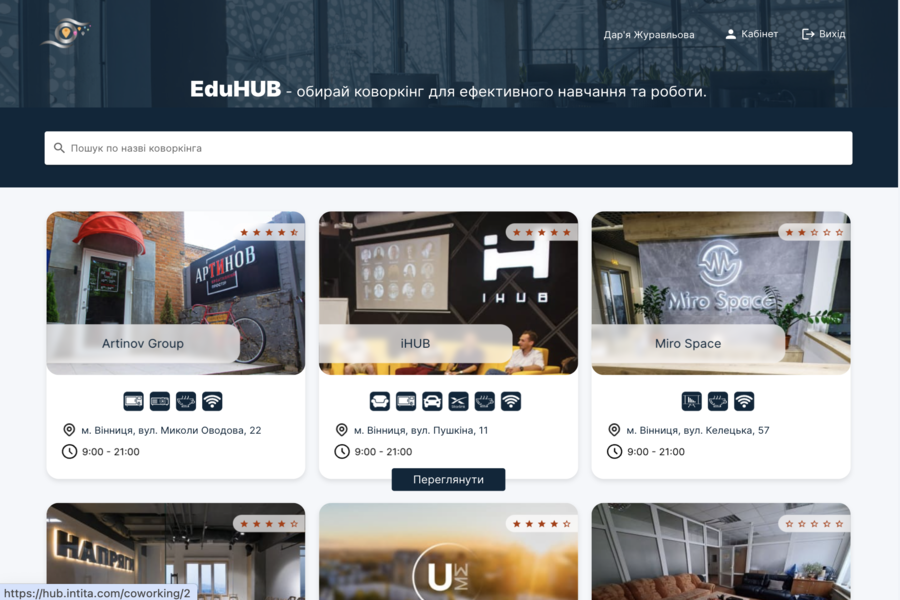 Дар'я Журавльова
Кабінет
Вихід
EduHUB - обирай коворкінг для ефективного навчання та роботи.
Пошук по назві коворкінга
АРТИНОВ
Artinov Group
IHUB
iHUB
Miro Space
Miro Space
м. Вінниця, вул. Миколи Оводова, 22
9:00 - 21:00
м. Вінниця, вул. Пушкіна, 11
9:00 - 21:00
м. Вінниця, вул. Келецька, 57
9:00 - 21:00
Переглянути
НАПРЯГИ
U
https://hub.intita.com/coworking/2